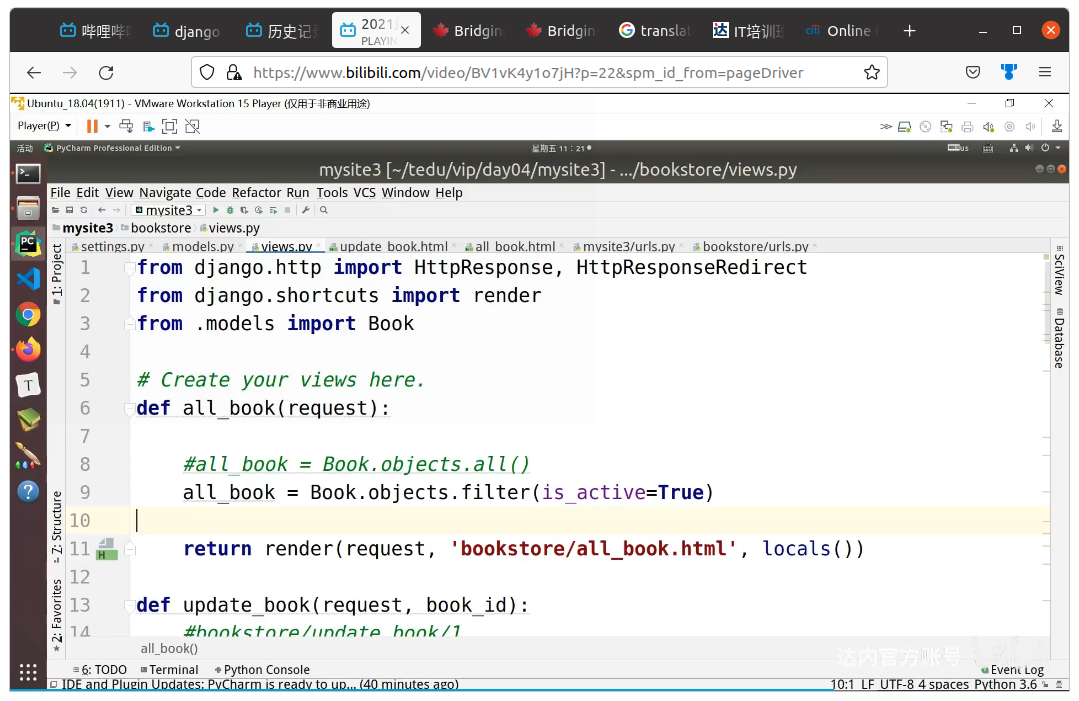 哔哩哔
django
历史记
2021
PLAYIN
Bridgin
Bridgin
translat
达 IT培训
citi Online
https://www.bilibili.com/video/BV1vK4y1o7jH?p=22&spm_id_from=pageDriver
Ubuntu_18.04(1911) - VMware Workstation 15 Player (仅用于非商业用途)
Player(P)
活动 PyCharm Professional Edition 星期五 11：21
mysite3 [~/tedu/vip/day04/mysite3] - .../bookstore/views.py
File Edit View Navigate Code Refactor Run Tools VCS Window Help
mysite3
mysite3 bookstore views.py
settings.py models.py views.py update_book.html all_book.html mysite3/urls.py bookstore/urls.py
1: Project
SciView
Database
1 from django.http import HttpResponse, HttpResponseRedirect
2 from django.shortcuts import render
3 from .models import Book
4
5 # Create your views here.
6 def all_book(request):
7
8 #all_book = Book.objects.all()
9 all_book = Book.objects.filter(is_active=True)
10
11 return render(request, 'bookstore/all_book.html', locals())
12
13 def update_book(request, book_id):
14 #bookstore/update_book/1
7: Structure
2: Favorites
all_book()
达内官方账号
6: TODO Terminal Python Console Event Log
IDE and Plugin Updates: PyCharm is ready to up... (40 minutes ago) 10:1 LF UTF-8 4 spaces Python 3.6